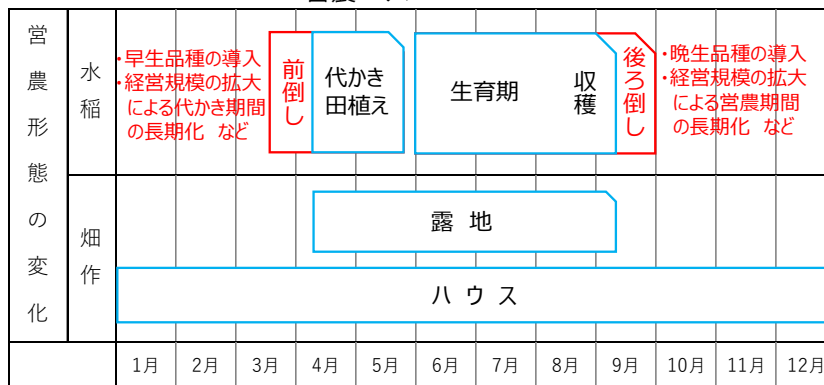 営農形態の変化
水稲
・早生品種の導入
・経営規模の拡大
による代かき期間
の長期化 など
前倒し
代かき
田植え
生育期
収穫
後ろ倒し
・晩生品種の導入
・経営規模の拡大
による営農期間
の長期化 など
畑作
露 地
ハ ウ ス
1月 2月 3月 4月 5月 6月 7月 8月 9月 10月 11月 12月